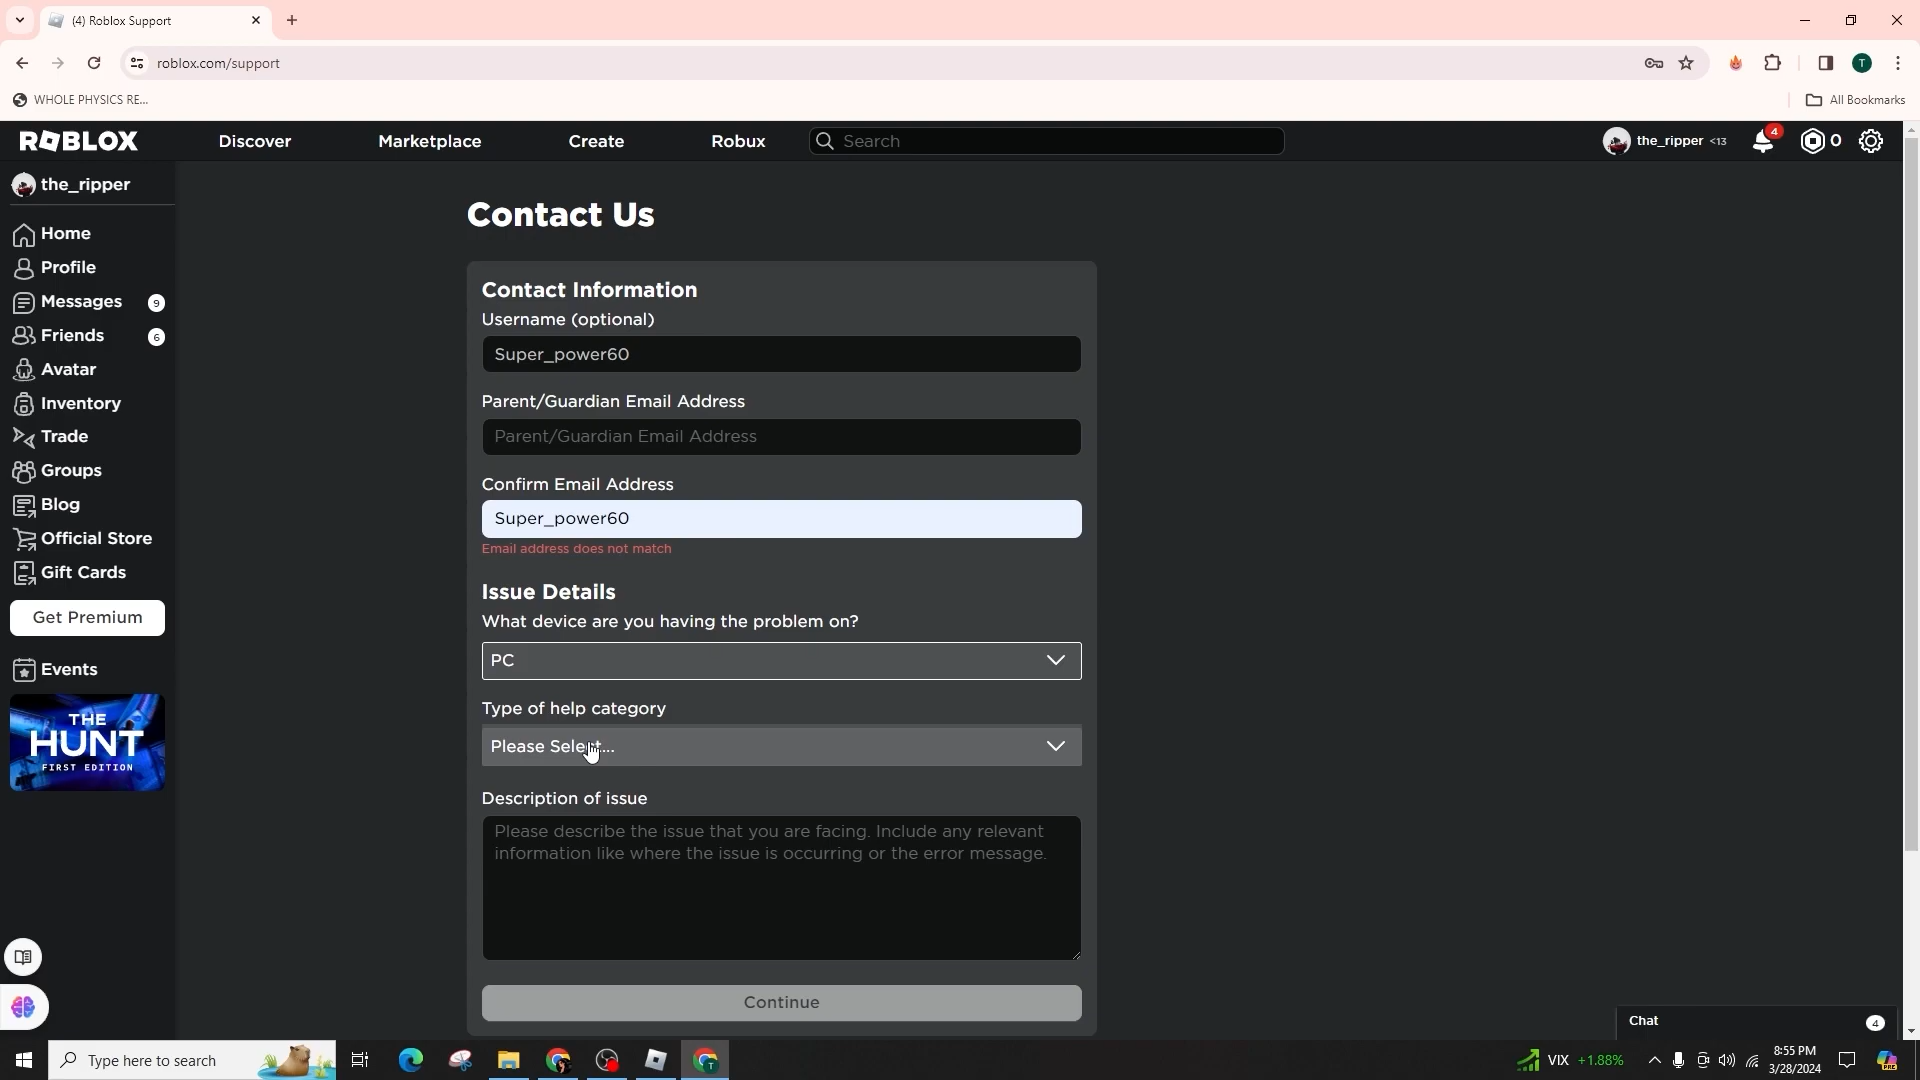 (4) Roblox Support
roblox.com/support
WHOLE PHYSICS RE...
All Bookmarks
ROBLOX
Discover
Marketplace
Create
Robux
Search
the_ripper <13
4
0
the_ripper
Home
Profile
Messages 9
Friends 6
Avatar
Inventory
Trade
Groups
Blog
Official Store
Gift Cards
Get Premium
Events
THE
HUNT
FIRST EDITION
Contact Us
Contact Information
Username (optional)
Super_power60
Parent/Guardian Email Address
Parent/Guardian Email Address
Confirm Email Address
Super_power60
Email address does not match
Issue Details
What device are you having the problem on?
PC
Type of help category
Please Select...
Description of issue
Please describe the issue that you are facing. Include any relevant
information like where the issue is occurring or the error message.
Continue
Chat 4
Type here to search
VIX +1.88%
8:55 PM
3/28/2024
T
T
PRE